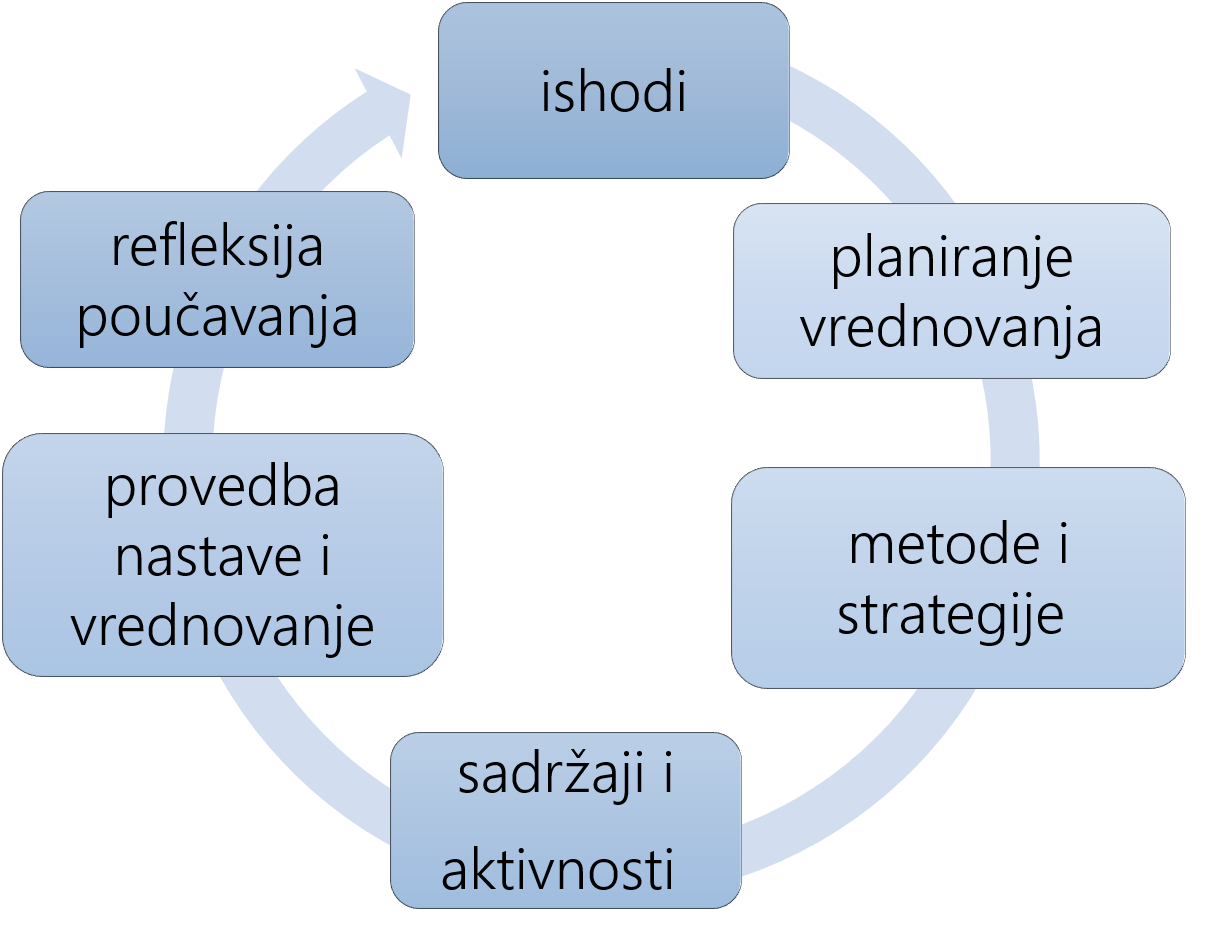 ishodi
planiranje
vrednovanja
metode i
strategije
sadržaji i
aktivnosti
provedba
nastave i
vrednovanje
refleksija
poučavanja